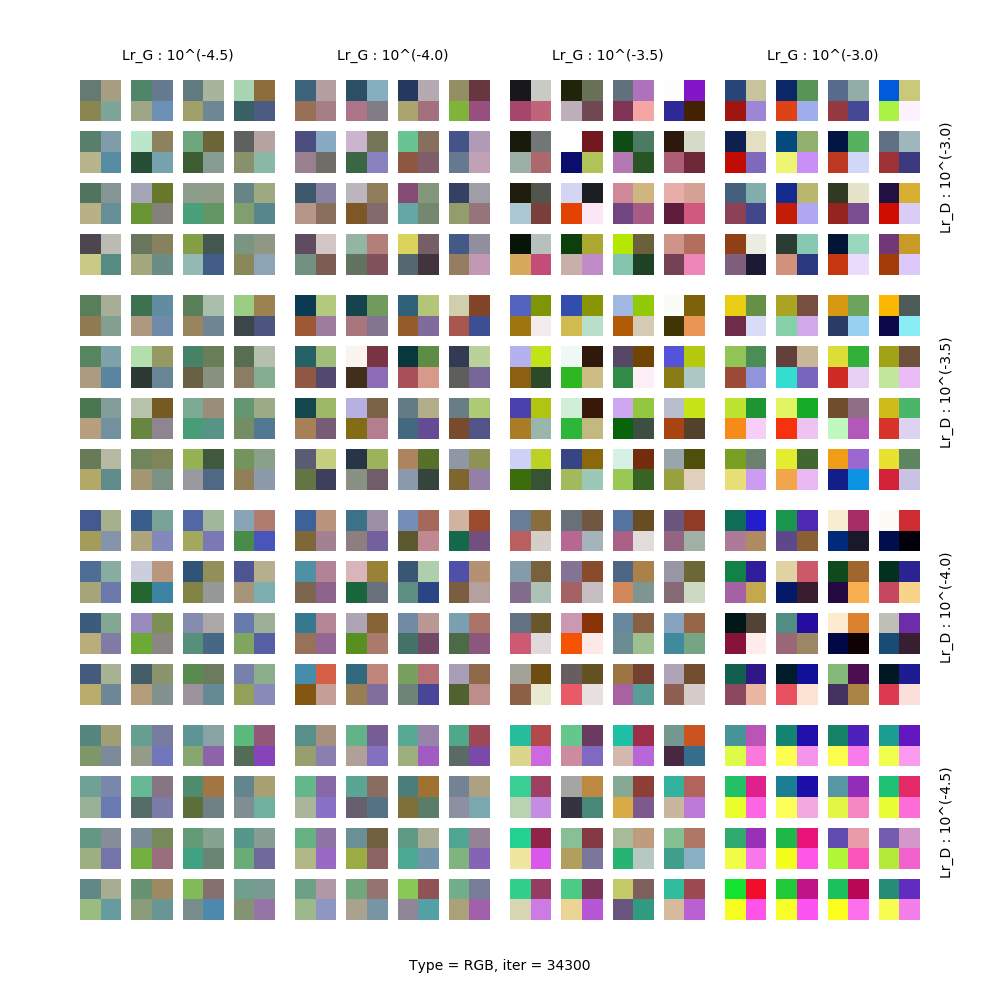 Lr_G : 10^(-4.5)
Lr_G : 10^(-4.0)
Lr_G : 10^(-3.5)
Lr_G : 10^(-3.0)
Lr_D : 10^(-3.0)
Lr_D : 10^(-3.5)
Lr_D : 10^(-4.0)
Lr_D : 10^(-4.5)
Type = RGB, iter = 34300